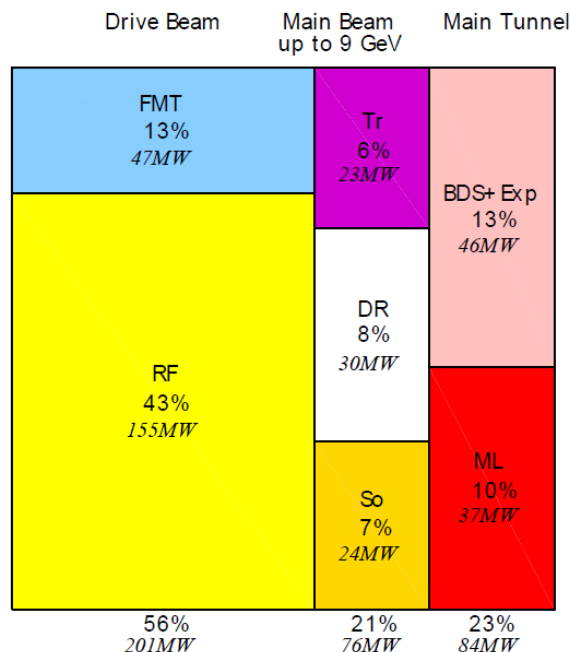 Drive Beam
Main Beam
up to 9 GeV
Main Tunnel
FMT
13%
47MW
RF
43%
155MW
Tr
6%
23MW
DR
8%
30MW
So
7%
24MW
BDS+Exp
13%
46MW
ML
10%
37MW
56%
201MW
21%
76MW
23%
84MW